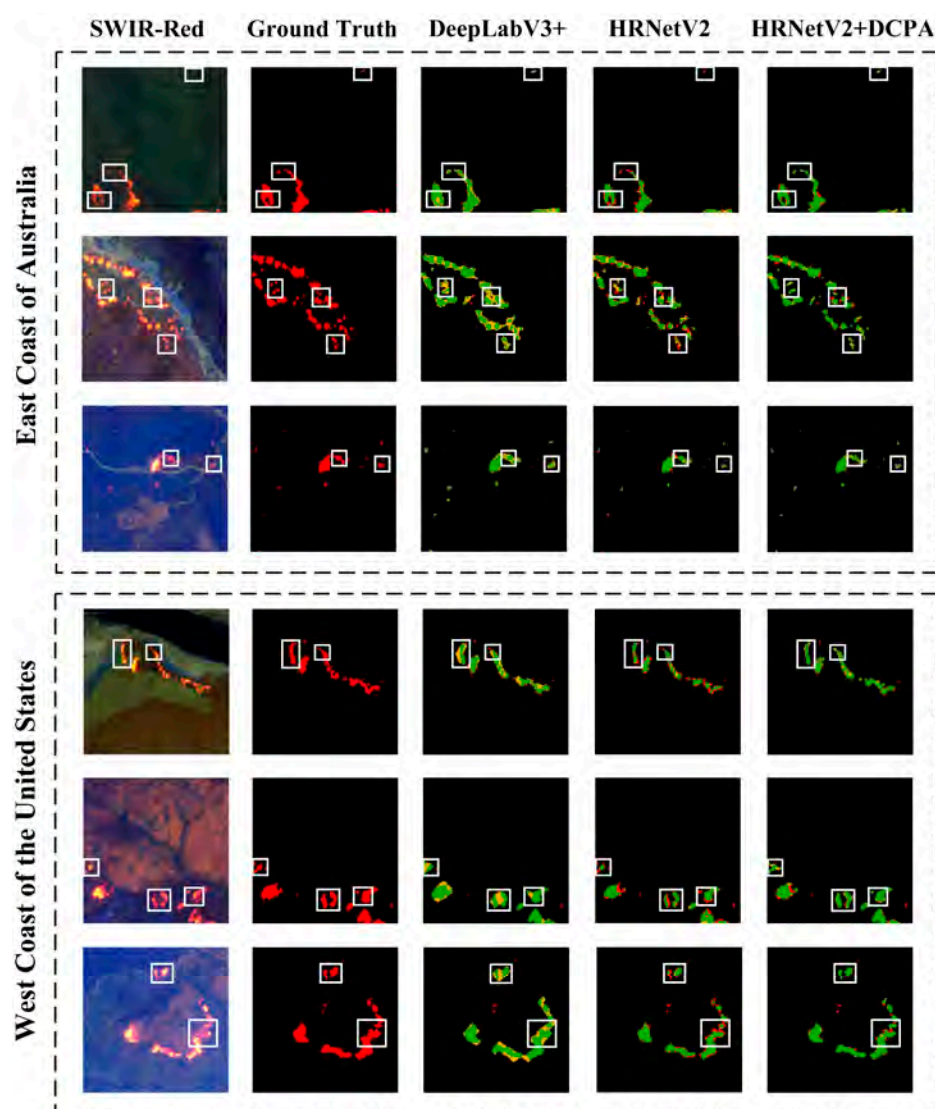 SWIR-Red Ground Truth DeepLabV3+ HRNetV2 HRNetV2+DCPA
East Coast of Australia
West Coast of the United States